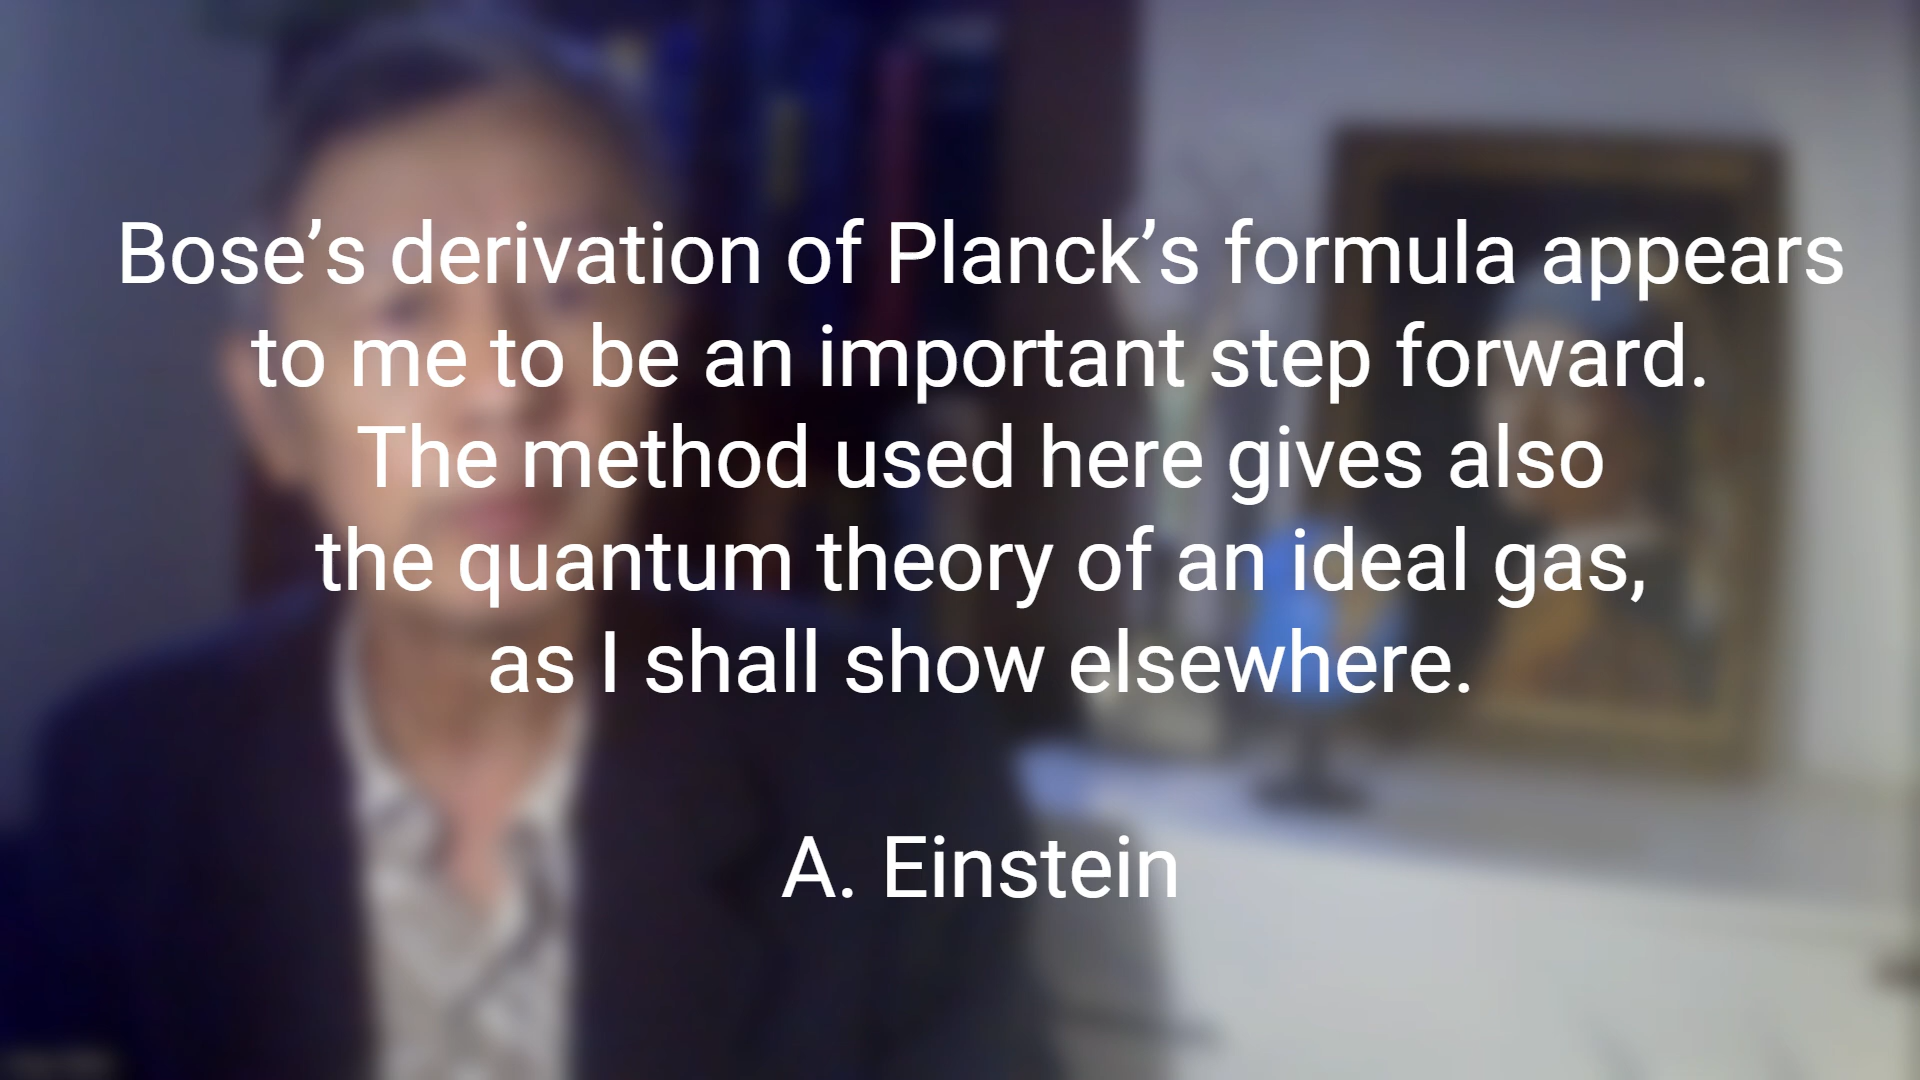 Bose’s derivation of Planck’s formula appears
to me to be an important step forward.
The method used here gives also
the quantum theory of an ideal gas,
as I shall show elsewhere.
A. Einstein